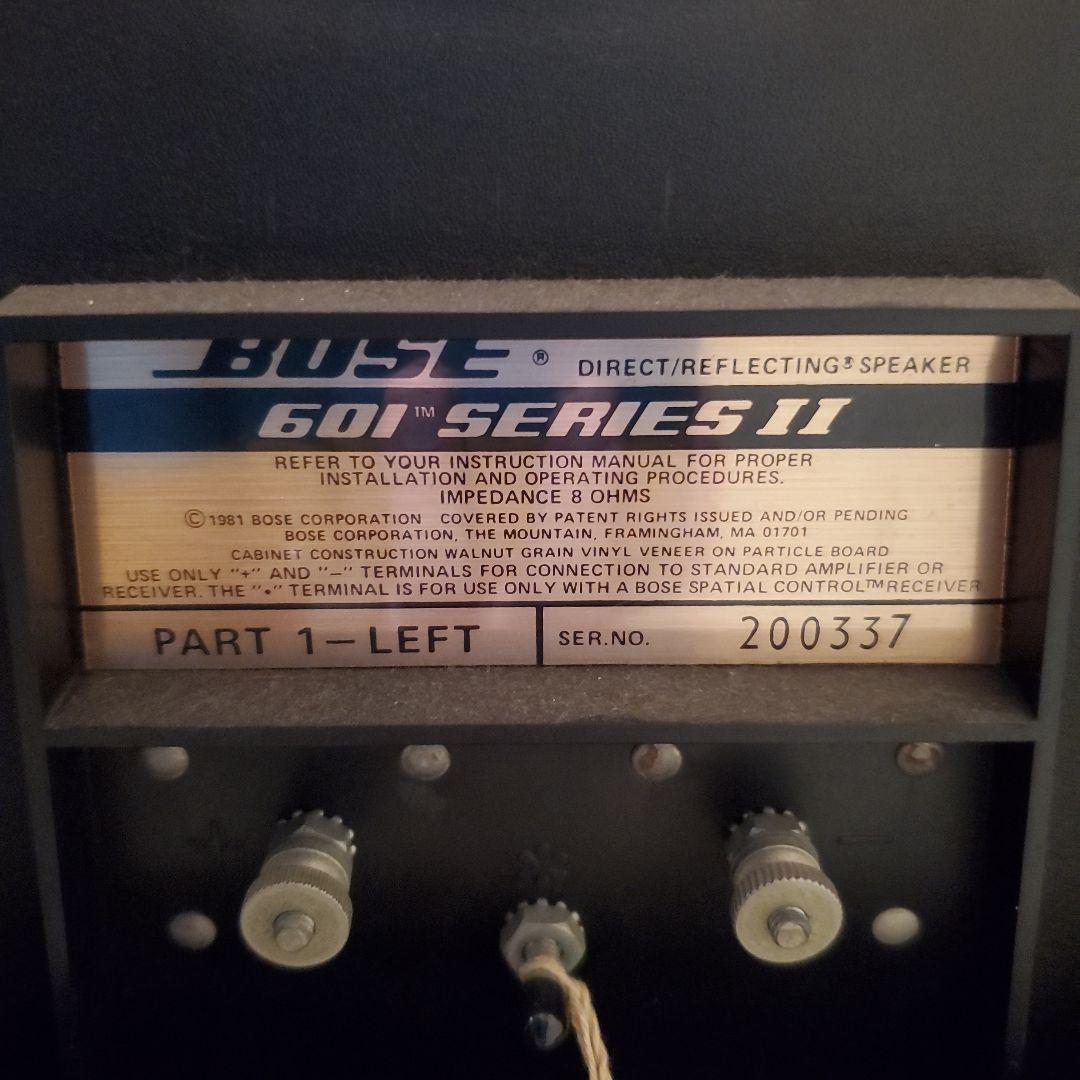 BOSE ® DIRECT/REFLECTING® SPEAKER
601™ SERIES II
REFER TO YOUR INSTRUCTION MANUAL FOR PROPER
INSTALLATION AND OPERATING PROCEDURES.
IMPEDANCE 8 OHMS
© 1981 BOSE CORPORATION COVERED BY PATENT RIGHTS ISSUED AND/OR PENDING
BOSE CORPORATION, THE MOUNTAIN, FRAMINGHAM, MA 01701
CABINET CONSTRUCTION WALNUT GRAIN VINYL VENEER ON PARTICLE BOARD
USE ONLY "+" AND "—" TERMINALS FOR CONNECTION TO STANDARD AMPLIFIER OR
RECEIVER. THE "•" TERMINAL IS FOR USE ONLY WITH A BOSE SPATIAL CONTROL™ RECEIVER
PART 1—LEFT SER.NO. 200337
+ —